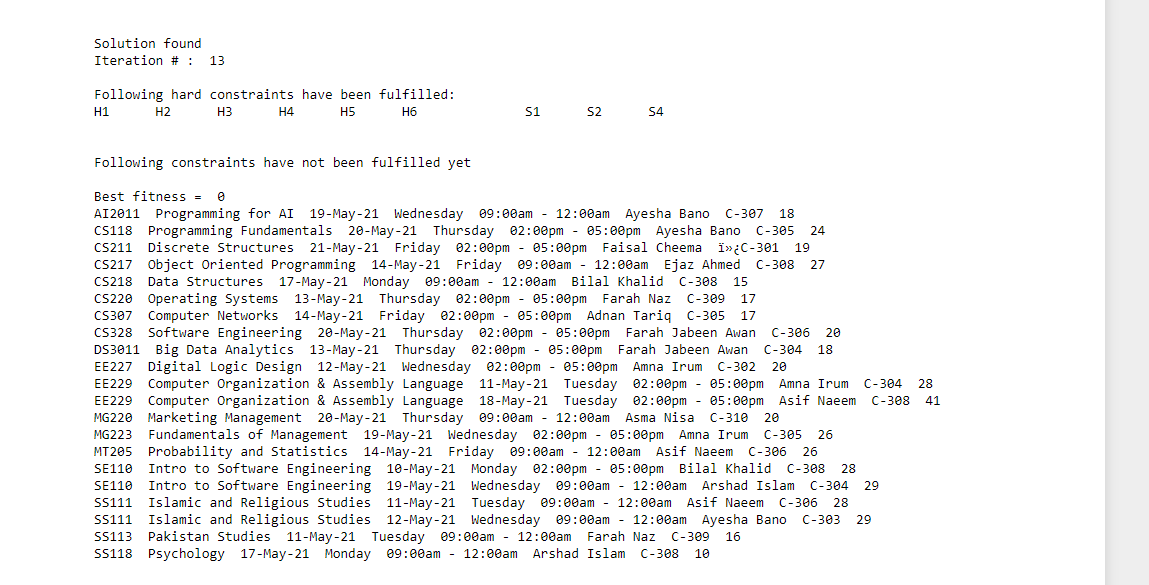 Solution found
Iteration # :  13
Following hard constraints have been fulfilled:
H1 H2 H3 H4 H5 H6 S1 S2 S4
Following constraints have not been fulfilled yet
Best fitness =  0
AI2011  Programming for AI  19-May-21  Wednesday  09:00am - 12:00am  Ayesha Bano  C-307  18
CS118  Programming Fundamentals  20-May-21  Thursday  02:00pm - 05:00pm  Ayesha Bano  C-305  24
CS211  Discrete Structures  21-May-21  Friday  02:00pm - 05:00pm  Faisal Cheema  ï»¿C-301  19
CS217  Object Oriented Programming  14-May-21  Friday  09:00am - 12:00am  Ejaz Ahmed  C-308  27
CS218  Data Structures  17-May-21  Monday  09:00am - 12:00am  Bilal Khalid  C-308  15
CS220  Operating Systems  13-May-21  Thursday  02:00pm - 05:00pm  Farah Naz  C-309  17
CS307  Computer Networks  14-May-21  Friday  02:00pm - 05:00pm  Adnan Tariq  C-305  17
CS328  Software Engineering  20-May-21  Thursday  02:00pm - 05:00pm  Farah Jabeen Awan  C-306  20
DS3011  Big Data Analytics  13-May-21  Thursday  02:00pm - 05:00pm  Farah Jabeen Awan  C-304  18
EE227  Digital Logic Design  12-May-21  Wednesday  02:00pm - 05:00pm  Amna Irum  C-302  20
EE229  Computer Organization & Assembly Language  11-May-21  Tuesday  02:00pm - 05:00pm  Amna Irum  C-304  28
EE229  Computer Organization & Assembly Language  18-May-21  Tuesday  02:00pm - 05:00pm  Asif Naeem  C-308  41
MG220  Marketing Management  20-May-21  Thursday  09:00am - 12:00am  Asma Nisa  C-310  20
MG223  Fundamentals of Management  19-May-21  Wednesday  02:00pm - 05:00pm  Amna Irum  C-305  26
MT205  Probability and Statistics  14-May-21  Friday  09:00am - 12:00am  Asif Naeem  C-306  26
SE110  Intro to Software Engineering  10-May-21  Monday  02:00pm - 05:00pm  Bilal Khalid  C-308  28
SE110  Intro to Software Engineering  19-May-21  Wednesday  09:00am - 12:00am  Arshad Islam  C-304  29
SS111  Islamic and Religious Studies  11-May-21  Tuesday  09:00am - 12:00am  Asif Naeem  C-306  28
SS111  Islamic and Religious Studies  12-May-21  Wednesday  09:00am - 12:00am  Ayesha Bano  C-303  29
SS113  Pakistan Studies  11-May-21  Tuesday  09:00am - 12:00am  Farah Naz  C-309  16
SS118  Psychology  17-May-21  Monday  09:00am - 12:00am  Arshad Islam  C-308  10